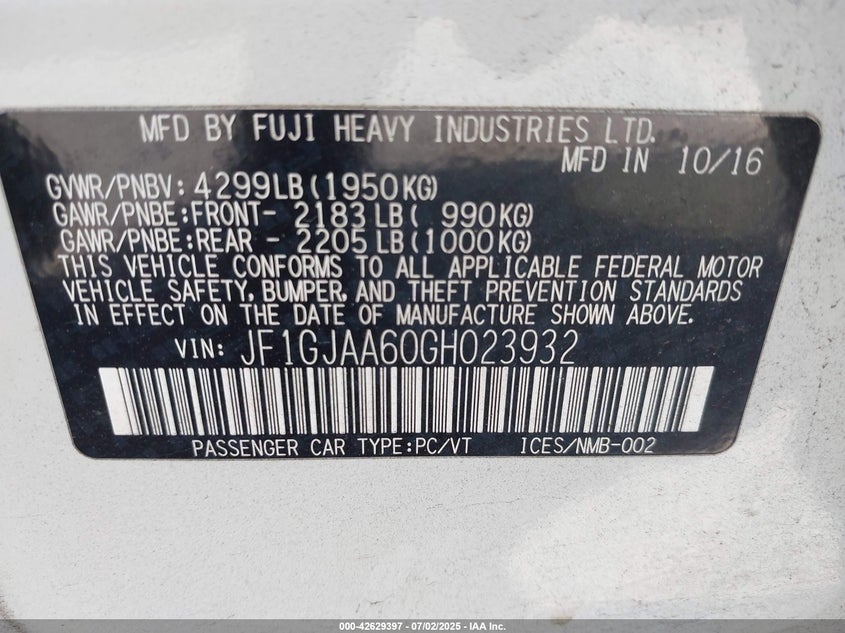 MFD BY FUJI HEAVY INDUSTRIES LTD.
MFD IN 10/16
GVWR/PNBV: 4299LB(1950KG)
GAWR/PNBE:FRONT- 2183LB( 990KG)
GAWR/PNBE:REAR - 2205LB(1000KG)
THIS VEHICLE CONFORMS TO ALL APPLICABLE FEDERAL MOTOR
VEHICLE SAFETY, BUMPER, AND THEFT PREVENTION STANDARDS
IN EFFECT ON THE DATE OF MANUFACTURE SHOWN ABOVE.
VIN: JF1GJAA60GH023932
PASSENGER CAR TYPE:PC/VT ICES/NMB-002
000-42629397 - 07/02/2025 - IAA Inc.